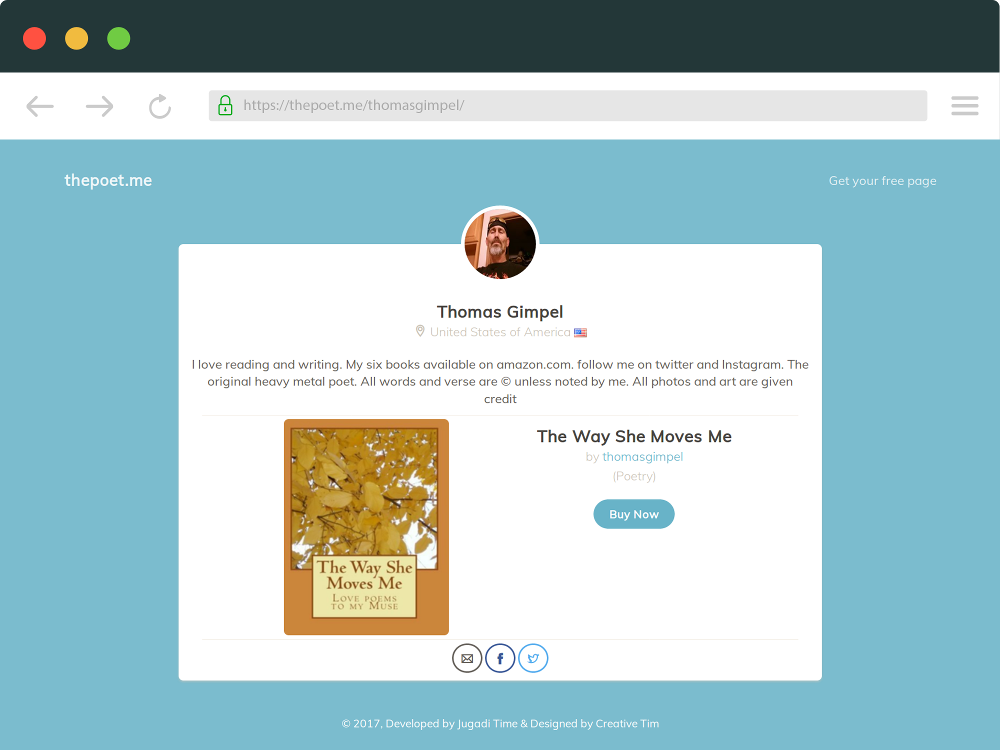 https://thepoet.me/thomasgimpel/
thepoet.me
Get your free page
Thomas Gimpel
United States of America
I love reading and writing. My six books available on amazon.com. follow me on twitter and Instagram. The
original heavy metal poet. All words and verse are © unless noted by me. All photos and art are given
credit
The Way She
Moves Me
Love poems
to my Muse
The Way She Moves Me
by thomasgimpel
(Poetry)
Buy Now
© 2017, Developed by Jugadi Time & Designed by Creative Tim